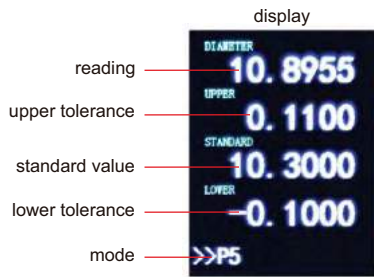 display
DIAMETER
reading 10.8955
UPPER
upper tolerance 0.1100
STANDARD
standard value 10.3000
LOWER
lower tolerance -0.1000
mode >>P5